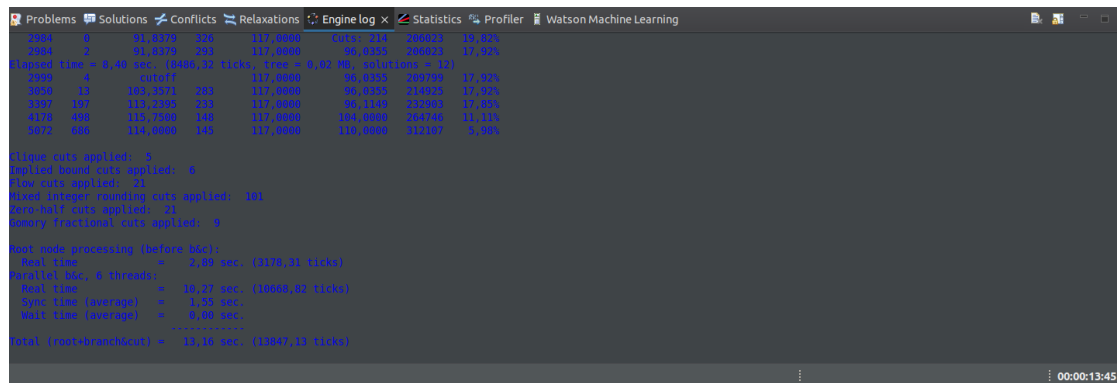 Problems Solutions Conflicts Relaxations Engine log × Statistics Profiler Watson Machine Learning
2984 0 91,8379 326 117,0000 Cuts: 214 206023 19,82%
2984 2 91,8379 293 117,0000 96,0355 206023 17,92%
Elapsed time = 8,40 sec. (8486,32 ticks, tree = 0,02 MB, solutions = 12)
2999 4 cutoff 117,0000 96,0355 209799 17,92%
3050 13 103,3571 283 117,0000 96,0355 214925 17,92%
3397 197 113,2395 233 117,0000 96,1149 232903 17,85%
4178 498 115,7500 148 117,0000 104,0000 264746 11,11%
5072 686 114,0000 145 117,0000 110,0000 312107 5,98%
Clique cuts applied: 5
Implied bound cuts applied: 6
Flow cuts applied: 21
Mixed integer rounding cuts applied: 101
Zero-half cuts applied: 21
Gomory fractional cuts applied: 9
Root node processing (before b&c):
Real time = 2,89 sec. (3178,31 ticks)
Parallel b&c, 6 threads:
Real time = 10,27 sec. (10668,82 ticks)
Sync time (average) = 1,55 sec.
Wait time (average) = 0,00 sec.
------------
Total (root+branch&cut) = 13,16 sec. (13847,13 ticks)
00:00:13:45